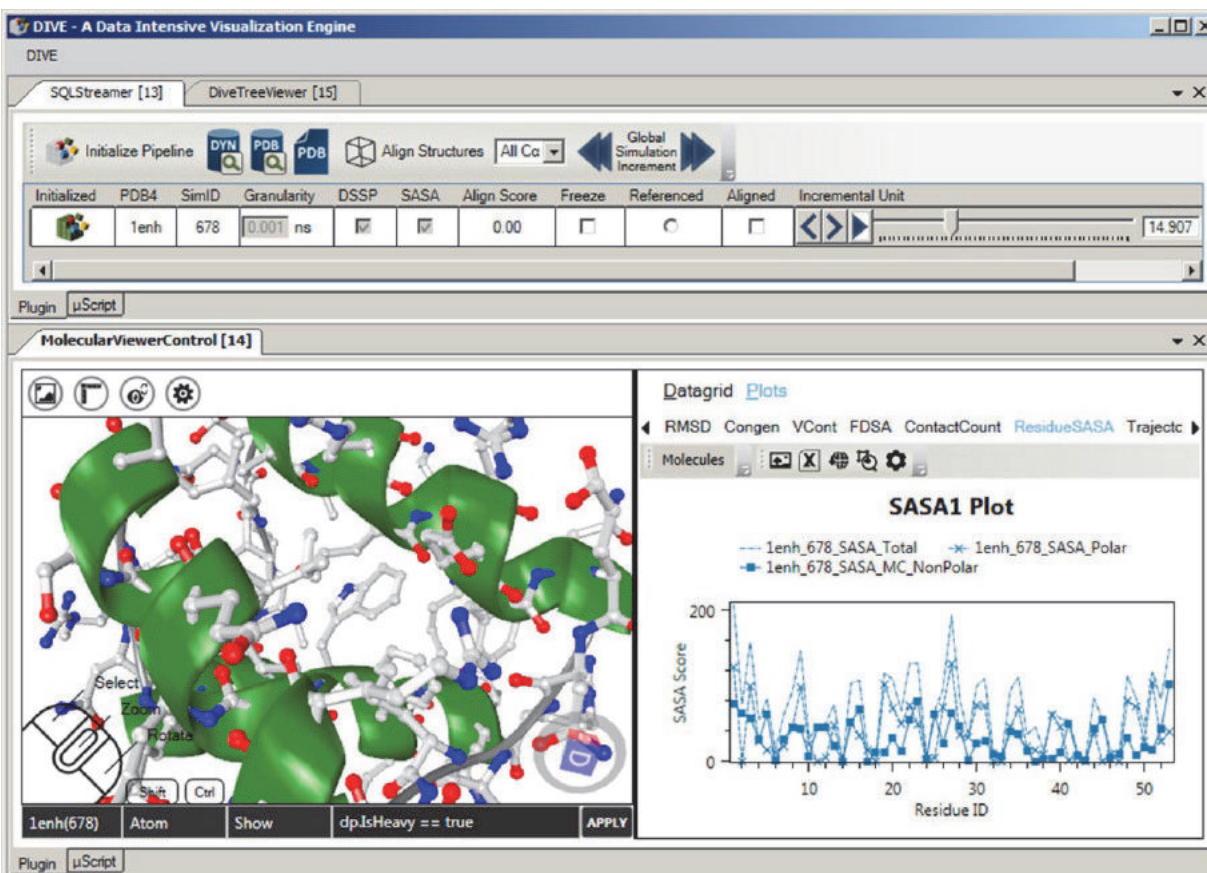 DIVE - A Data Intensive Visualization Engine
DIVE
SQLStreamer [13] DiveTreeViewer [15]
Initialize Pipeline DYN PDB PDB Align Structures All Cα Global Simulation Increment
Initialized PDB4 SimID Granularity DSSP SASA Align Score Freeze Referenced Aligned Incremental Unit
1enh 678 0.001 ns 0.00 14.907
Plugin µScript
MolecularViewerControl [14]
Datagrid Plots
RMSD Congen VCont FDSA ContactCount ResidueSASA Trajectc
Molecules
SASA1 Plot
1enh_678_SASA_Total 1enh_678_SASA_Polar
1enh_678_SASA_MC_NonPolar
200
SASA Score
0
10 20 30 40 50
Residue ID
Select
Zoom
Rotate
Shift Ctrl
D
1enh(678) Atom Show dp.IsHeavy == true APPLY
Plugin µScript